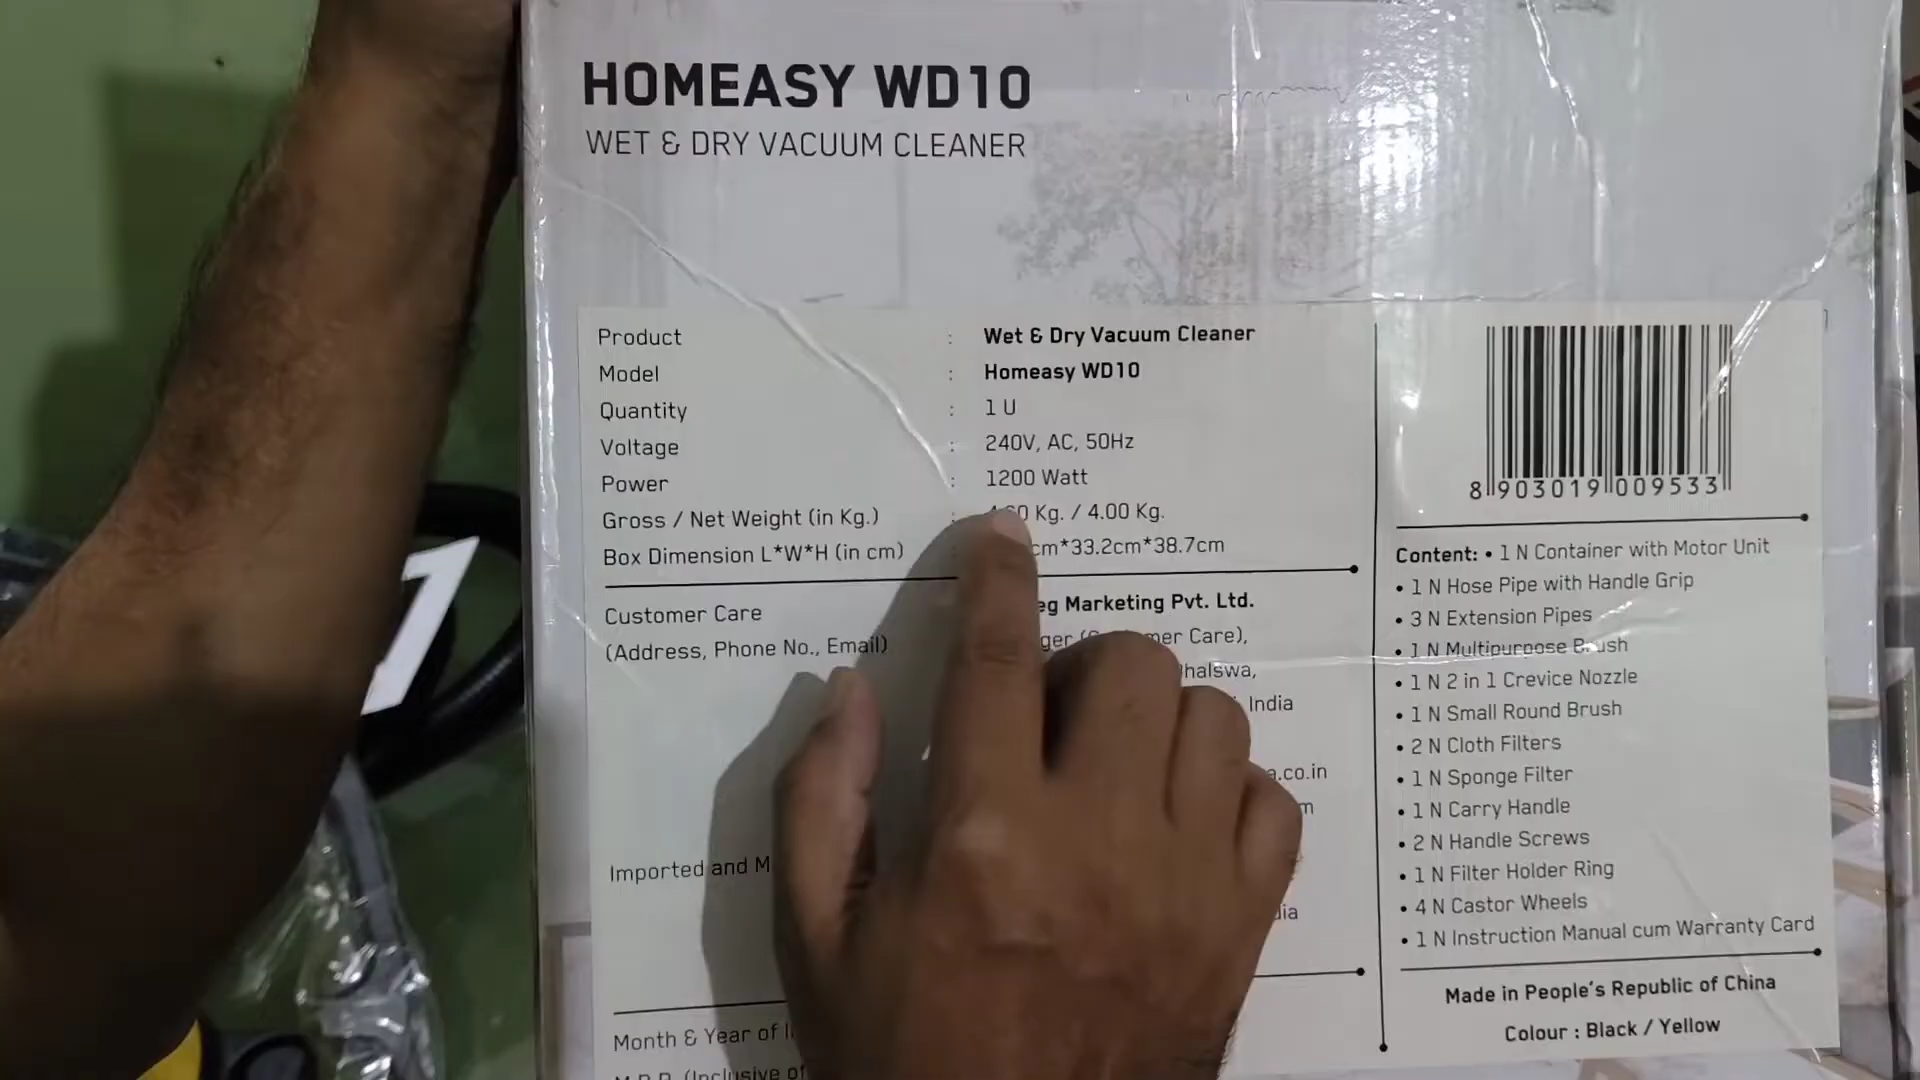 HOMEASY WD10
WET & DRY VACUUM CLEANER
Product : Wet & Dry Vacuum Cleaner
Model : Homeasy WD10
Quantity : 1 U
Voltage : 240V, AC, 50Hz
Power : 1200 Watt
Gross / Net Weight (in Kg.) : Kg. / 4.00 Kg.
Box Dimension L*W*H (in cm) cm*33.2cm*38.7cm
Customer Care Marketing Pvt. Ltd.
(Address, Phone No., Email) Care),
India
Imported and
Month & Year of
(Inclusive of
8 903019 009533
Content: • 1 N Container with Motor Unit
• 1 N Hose Pipe with Handle Grip
• 3 N Extension Pipes
• 1 N Multipurpose Brush
• 1 N 2 in 1 Crevice Nozzle
• 1 N Small Round Brush
• 2 N Cloth Filters
• 1 N Sponge Filter
• 1 N Carry Handle
• 2 N Handle Screws
• 1 N Filter Holder Ring
• 4 N Castor Wheels
• 1 N Instruction Manual cum Warranty Card
Made in People's Republic of China
Colour : Black / Yellow